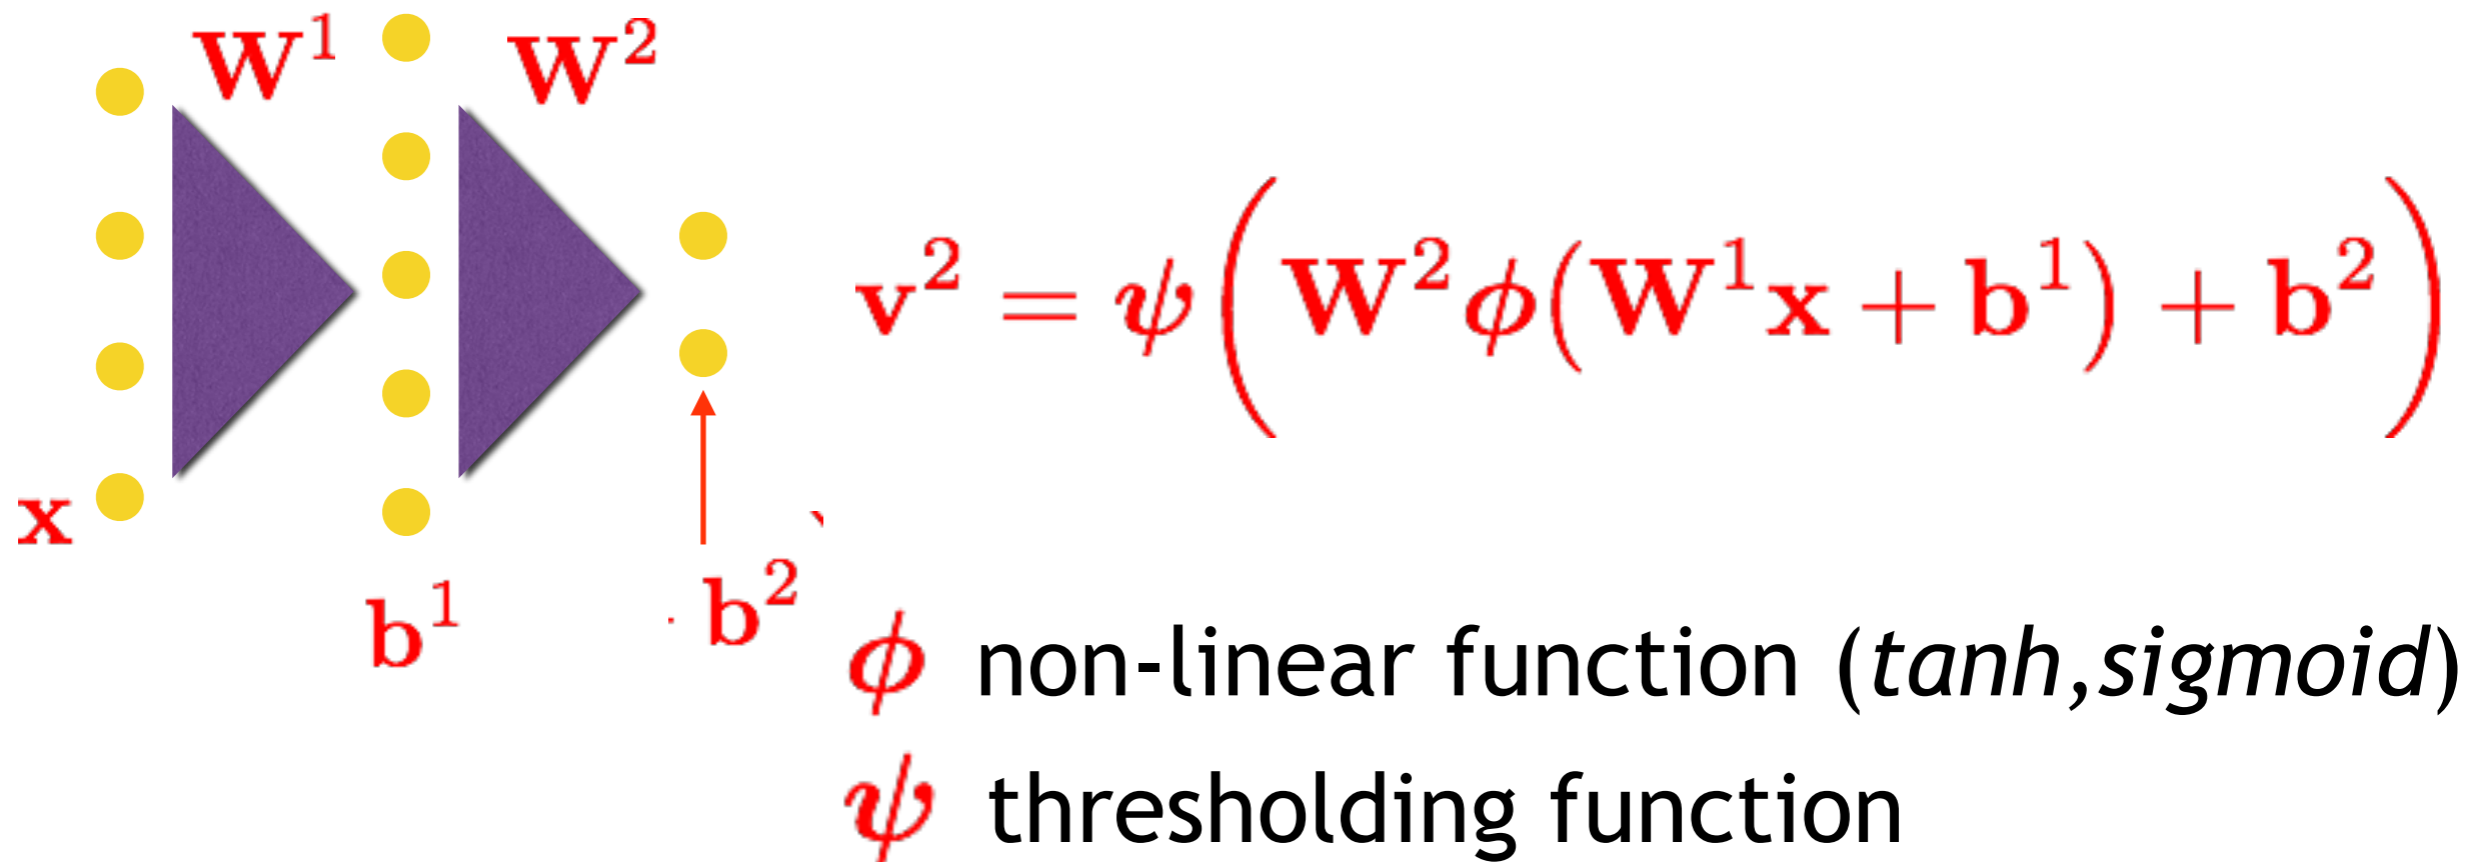 W¹ W²
v² = ψ(W²ϕ(W¹x + b¹) + b²)
x
b¹ b²
ϕ non-linear function (tanh,sigmoid)
ψ thresholding function